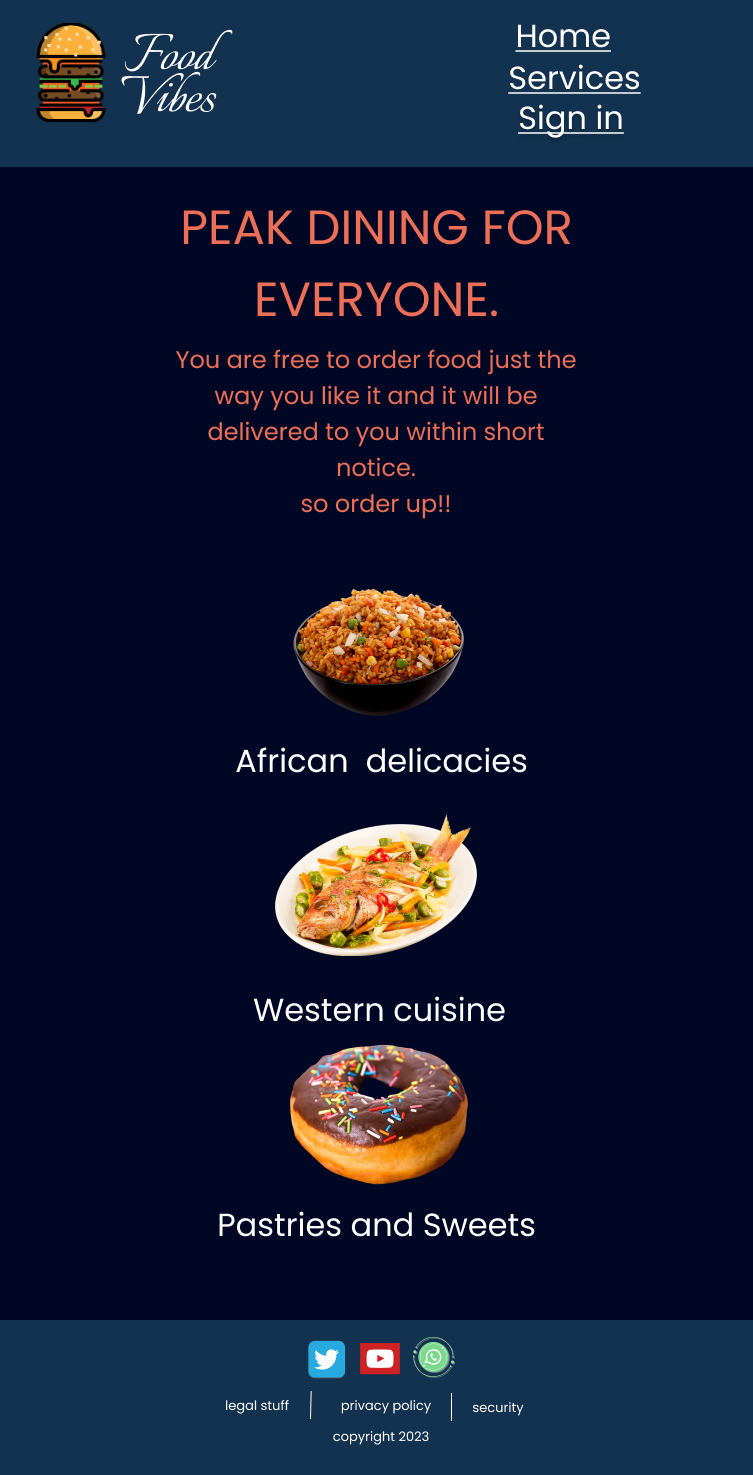 Food
Vibes
Home
Services
Sign in
PEAK DINING FOR
EVERYONE.
You are free to order food just the
way you like it and it will be
delivered to you within short
notice.
so order up!!
African  delicacies
Western cuisine
Pastries and Sweets
legal stuff
privacy policy
security
copyright 2023